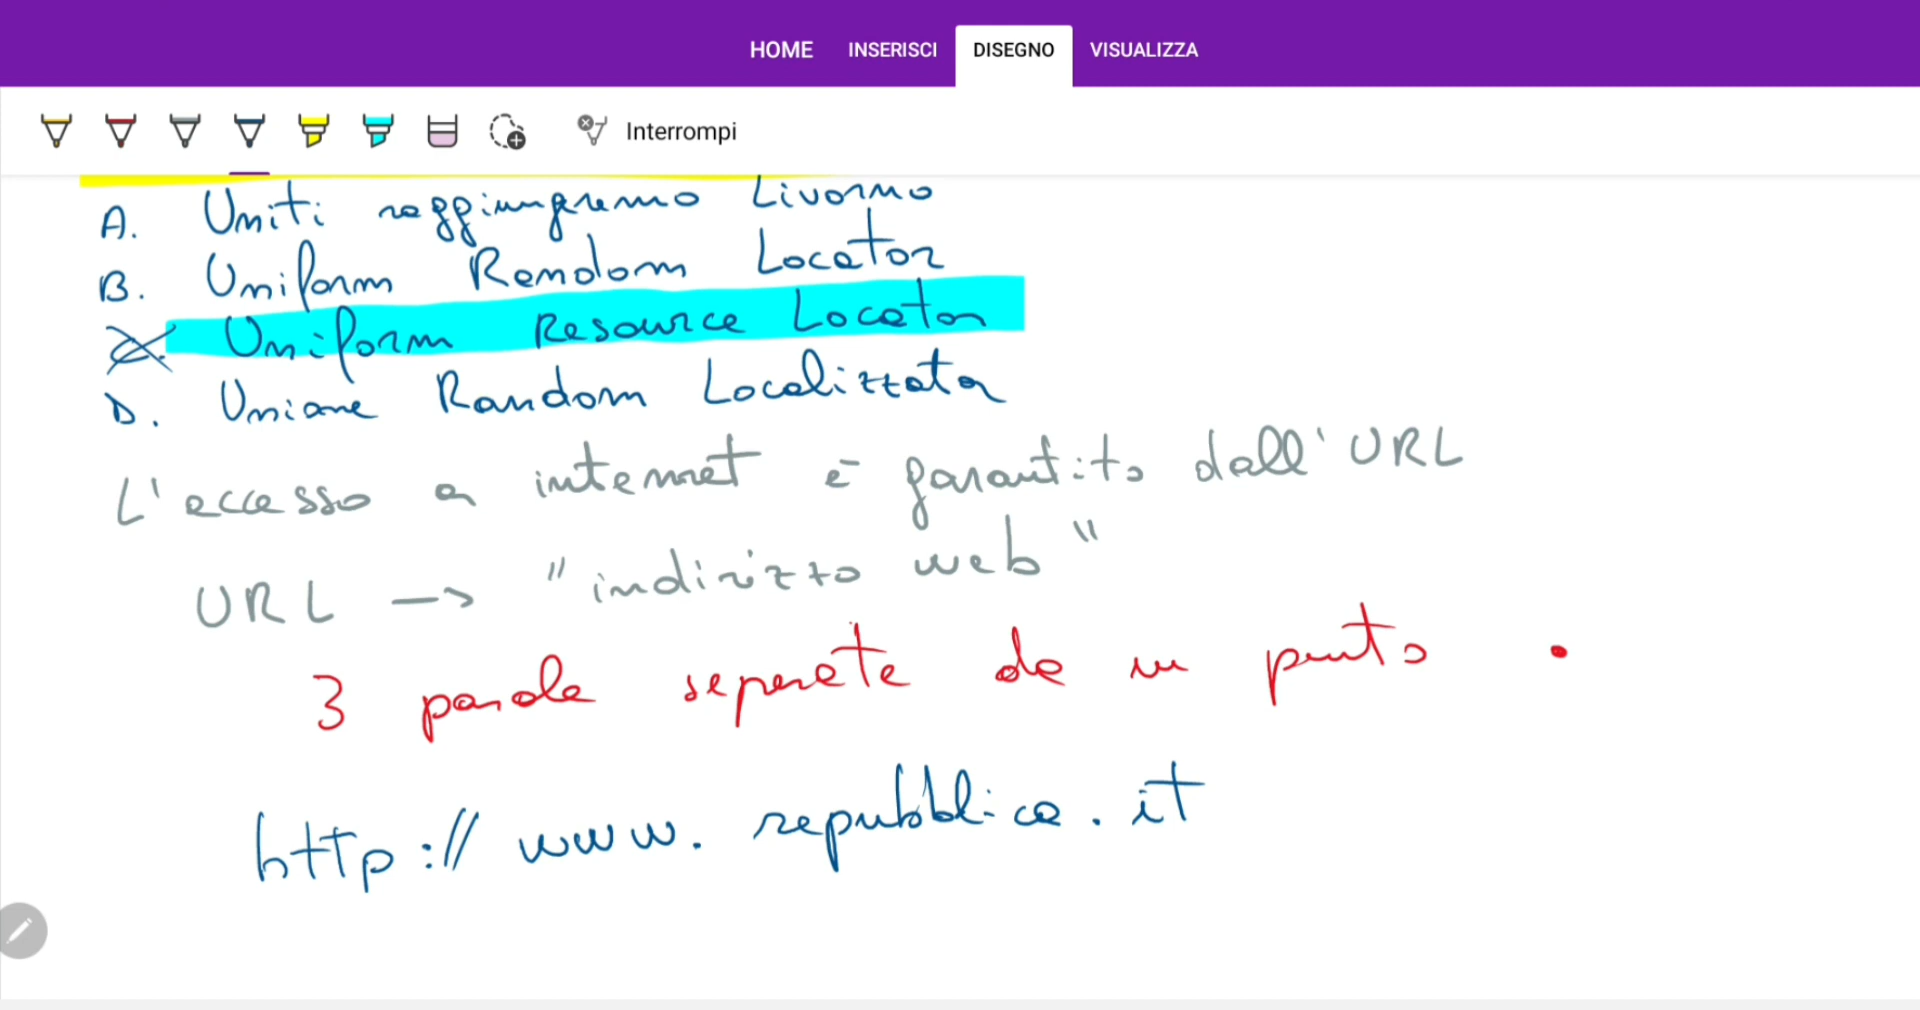 HOME INSERISCI DISEGNO VISUALIZZA
Interrompi
A. Uniti raggiungeremo Livorno
B. Uniform Random Locator
C. Uniform Resource Locator
D. Unione Random Localizzata
L'accesso a internet è garantito dall'URL
URL -> "indirizzo web"
3 parole separate da un punto .
http://www.repubblica.it